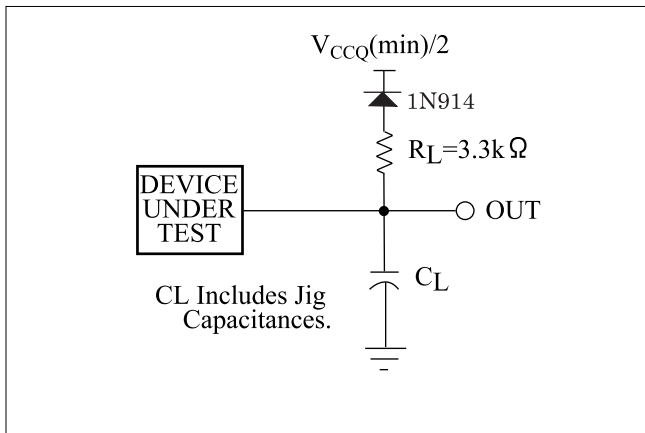 VCCQ(min)/2
1N914
RL=3.3kΩ
DEVICE
UNDER
TEST
OUT
CL
CL Includes Jig
Capacitances.